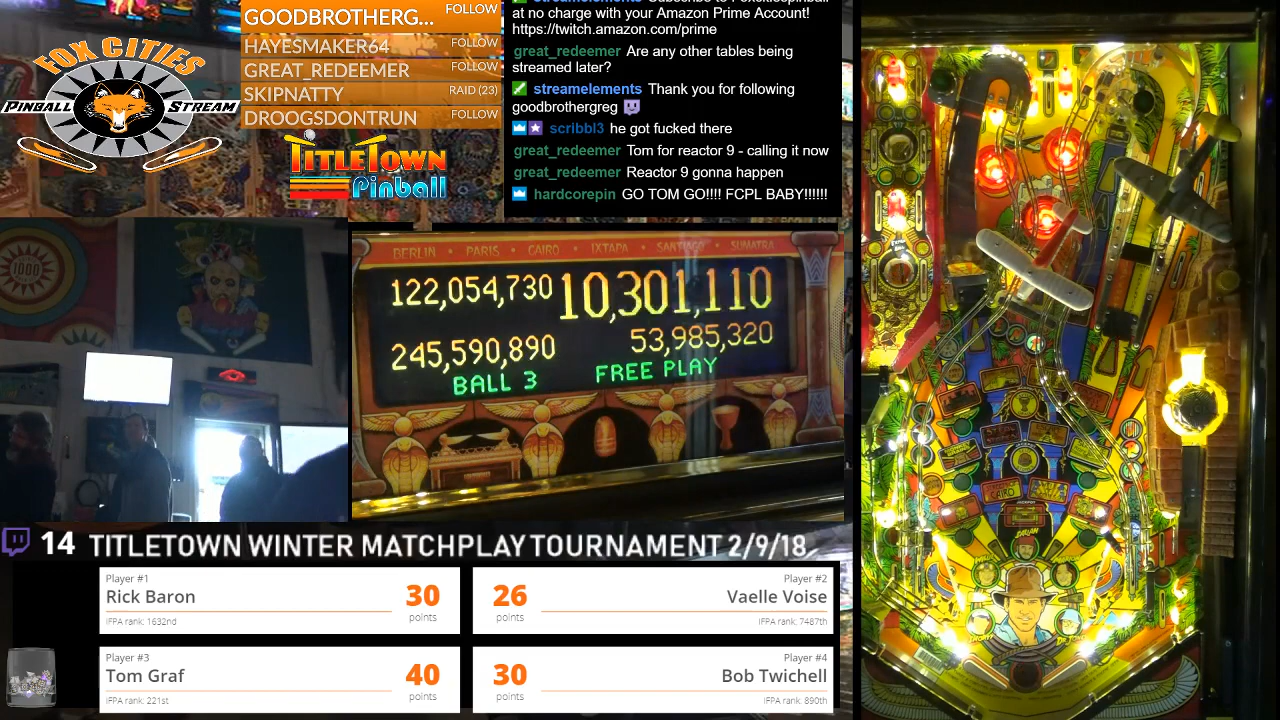 FOX CITIES
PINBALL STREAM
GOODBROTHERG... FOLLOW
HAYESMAKER64 FOLLOW
GREAT_REDEEMER FOLLOW
SKIPNATTY RAID (23)
DROOGSDONTRUN FOLLOW
TITLETOWN
Pinball
at no charge with your Amazon Prime Account!
https://twitch.amazon.com/prime
great_redeemer Are any other tables being
streamed later?
streamelements Thank you for following
goodbrothergreg
scribbl3 he got fucked there
great_redeemer Tom for reactor 9 - calling it now
great_redeemer Reactor 9 gonna happen
hardcorepin GO TOM GO!!!! FCPL BABY!!!!!!
1000
BERLIN • PARIS • CAIRO • IXTAPA • SANTIAGO • SUMATRA
122,054,730 10,301,110
245,590,890 53,985,320
BALL 3 FREE PLAY
CAIRO
JACKPOT
14 TITLETOWN WINTER MATCHPLAY TOURNAMENT 2/9/18
Player #1
Rick Baron
IFPA rank: 1632nd
30
points
26
points
Player #2
Vaelle Voise
IFPA rank: 7487th
Player #3
Tom Graf
IFPA rank: 221st
40
points
30
points
Player #4
Bob Twichell
IFPA rank: 890th